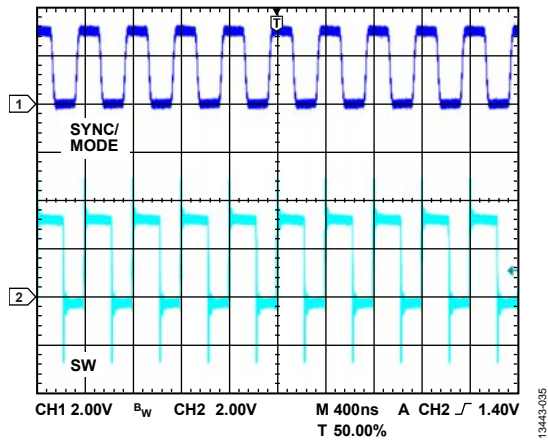 T
1
SYNC/
MODE
2
SW
CH1 2.00V BW CH2 2.00V M 400ns A CH2 1.40V
T 50.00%
13443-035